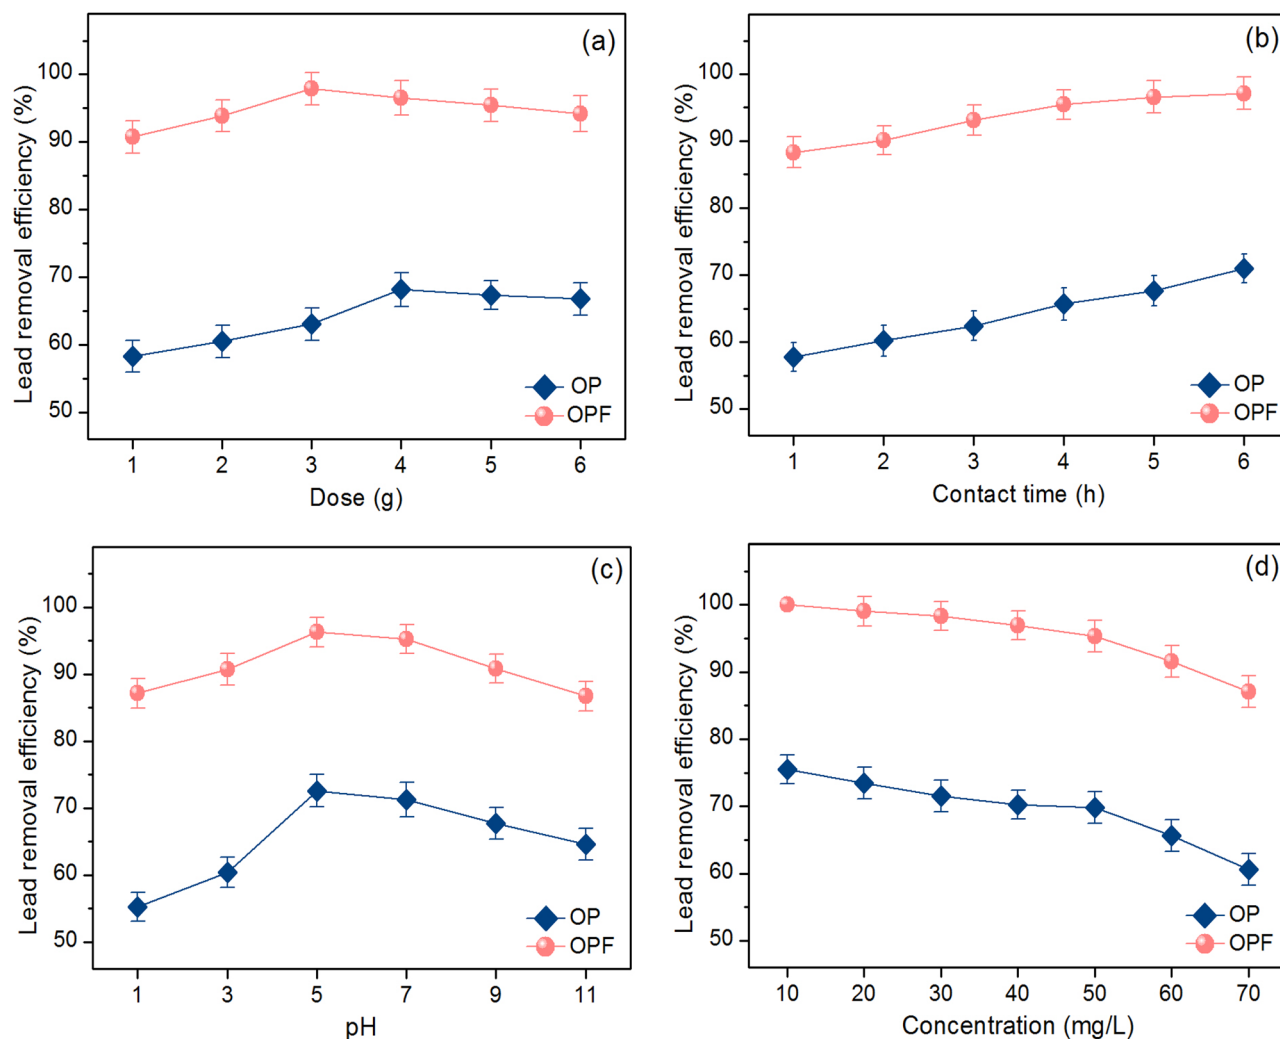 (a)
Lead removal efficiency (%)
100
90
80
70
60
50
OP
OPF
1 2 3 4 5 6
Dose (g)
(b)
Lead removal efficiency (%)
100
90
80
70
60
50
OP
OPF
1 2 3 4 5 6
Contact time (h)
(c)
Lead removal efficiency (%)
100
90
80
70
60
50
OP
OPF
1 3 5 7 9 11
pH
(d)
Lead removal efficiency (%)
100
90
80
70
60
50
OP
OPF
10 20 30 40 50 60 70
Concentration (mg/L)